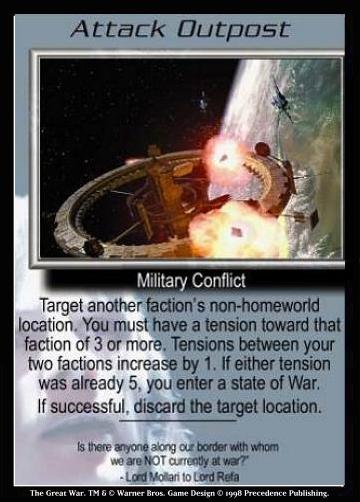 Attack Outpost
Military Conflict
Target another faction's non-homeworld
location. You must have a tension toward that
faction of 3 or more. Tensions between your
two factions increase by 1. If either tension
was already 5, you enter a state of War.
If successful, discard the target location.
Is there anyone along our border with whom
we are NOT currently at war?"
- Lord Mollari to Lord Refa
The Great War. TM & © Warner Bros. Game Design © 1998 Precedence Publishing.